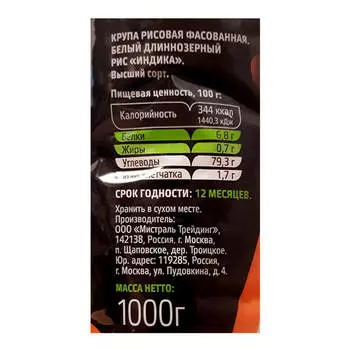 КРУПА РИСОВАЯ ФАСОВАННАЯ.
БЕЛЫЙ ДЛИННОЗЕРНЫЙ
РИС «ИНДИКА».
Высший сорт.
Пищевая ценность, 100 г:
Калорийность 344 ккал
1440,3 кДж
Белки 6,8 г
Жиры 0,7 г
Углеводы 79,3 г
Клетчатка 1,7 г
СРОК ГОДНОСТИ: 12 МЕСЯЦЕВ.
Хранить в сухом месте.
Производитель:
ООО «Мистраль Трейдинг»,
142138, Россия, г. Москва,
п. Щаповское, дер. Троицкое.
Юр. адрес: 119285, Россия,
г. Москва, ул. Пудовкина, д. 4.
МАССА НЕТТО:
1000г